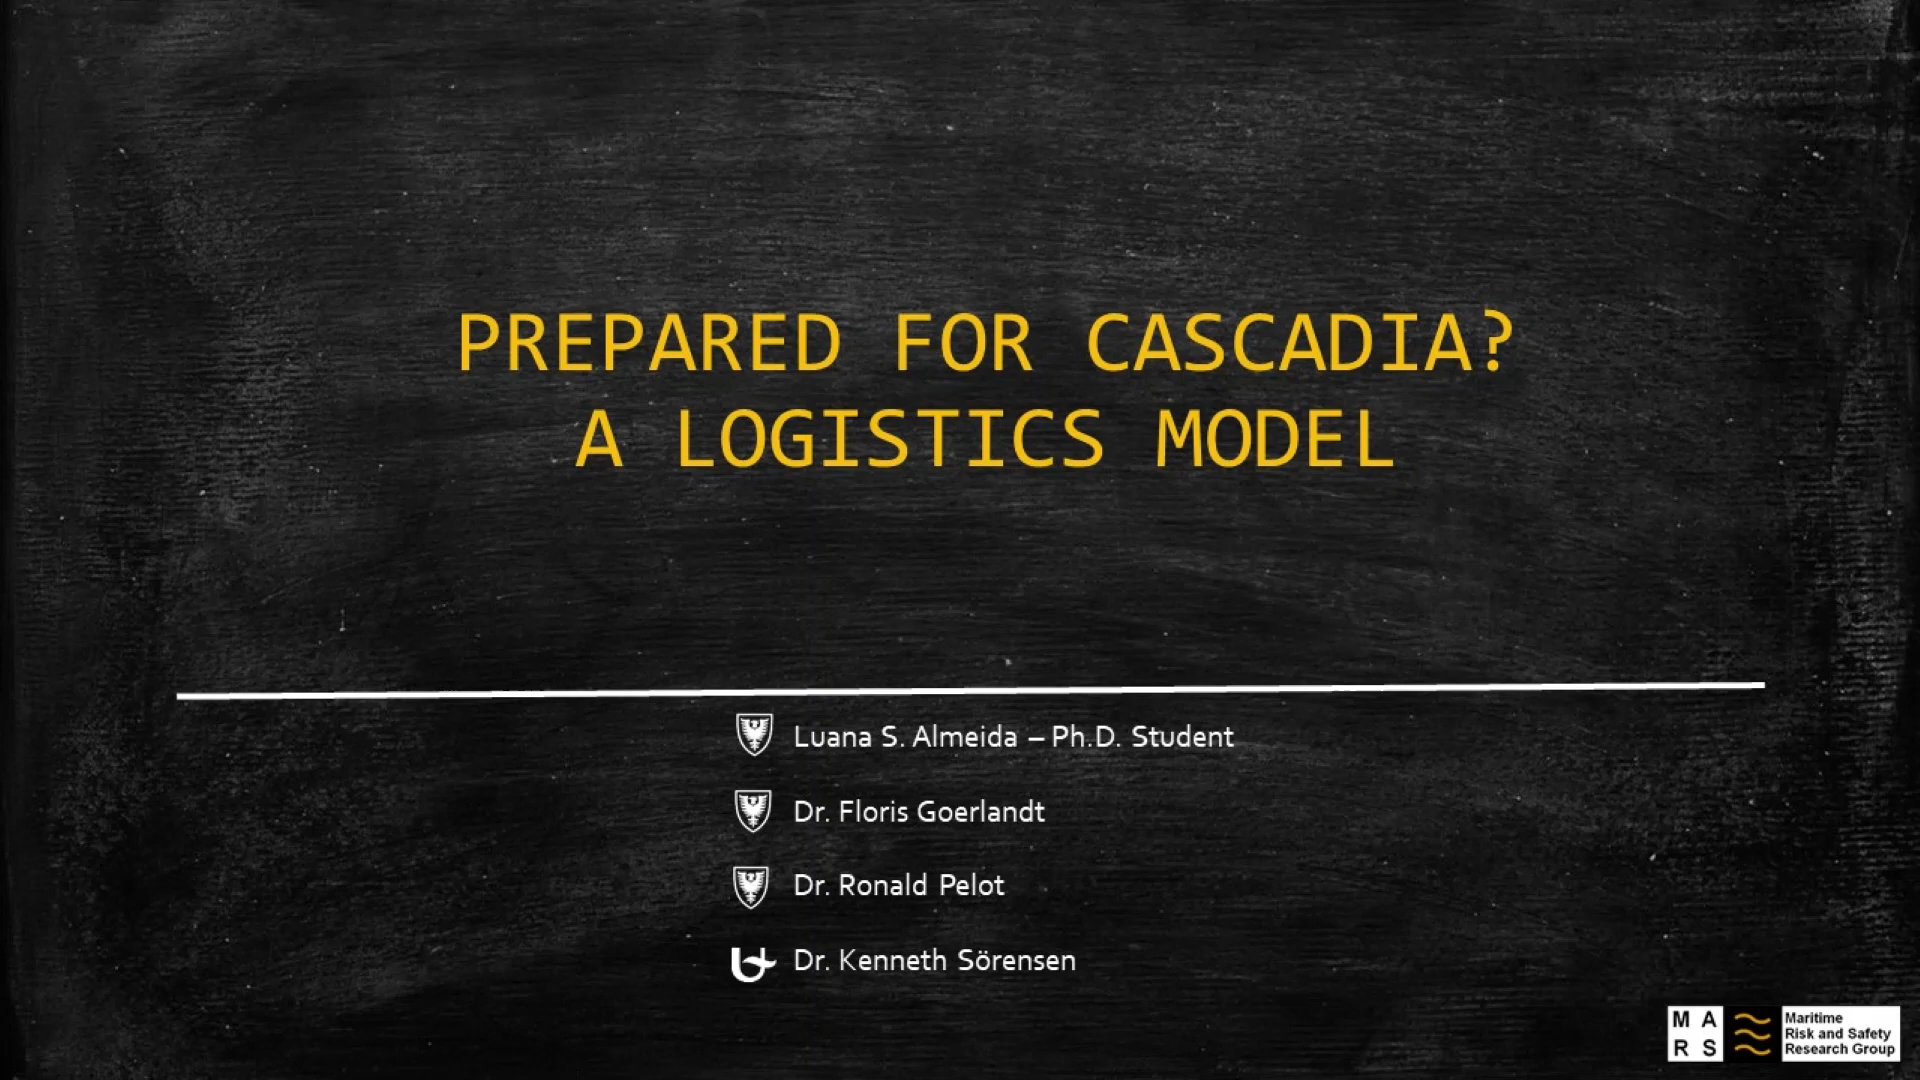 PREPARED FOR CASCADIA?
A LOGISTICS MODEL
Luana S. Almeida – Ph.D. Student
Dr. Floris Goerlandt
Dr. Ronald Pelot
Dr. Kenneth Sörensen
M A
R S
Maritime
Risk and Safety
Research Group